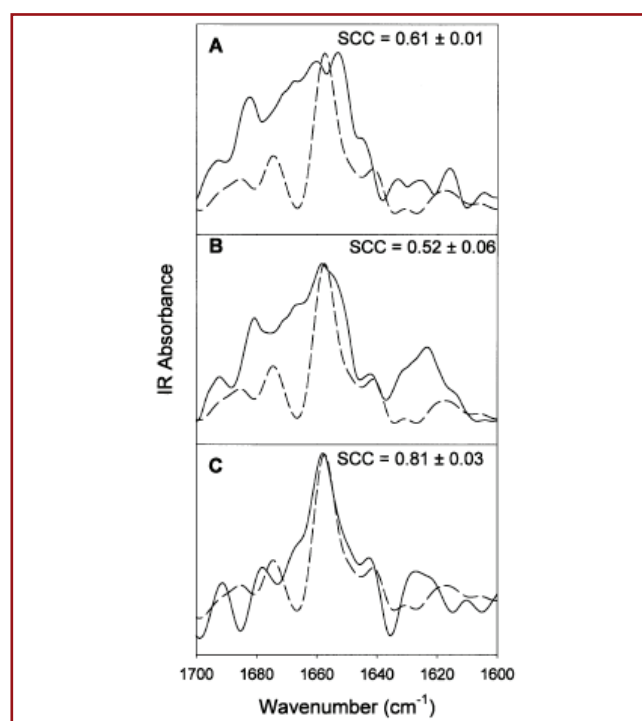 A
SCC = 0.61 ± 0.01
B
SCC = 0.52 ± 0.06
C
SCC = 0.81 ± 0.03
IR Absorbance
1700 1680 1660 1640 1620 1600
Wavenumber (cm⁻¹)